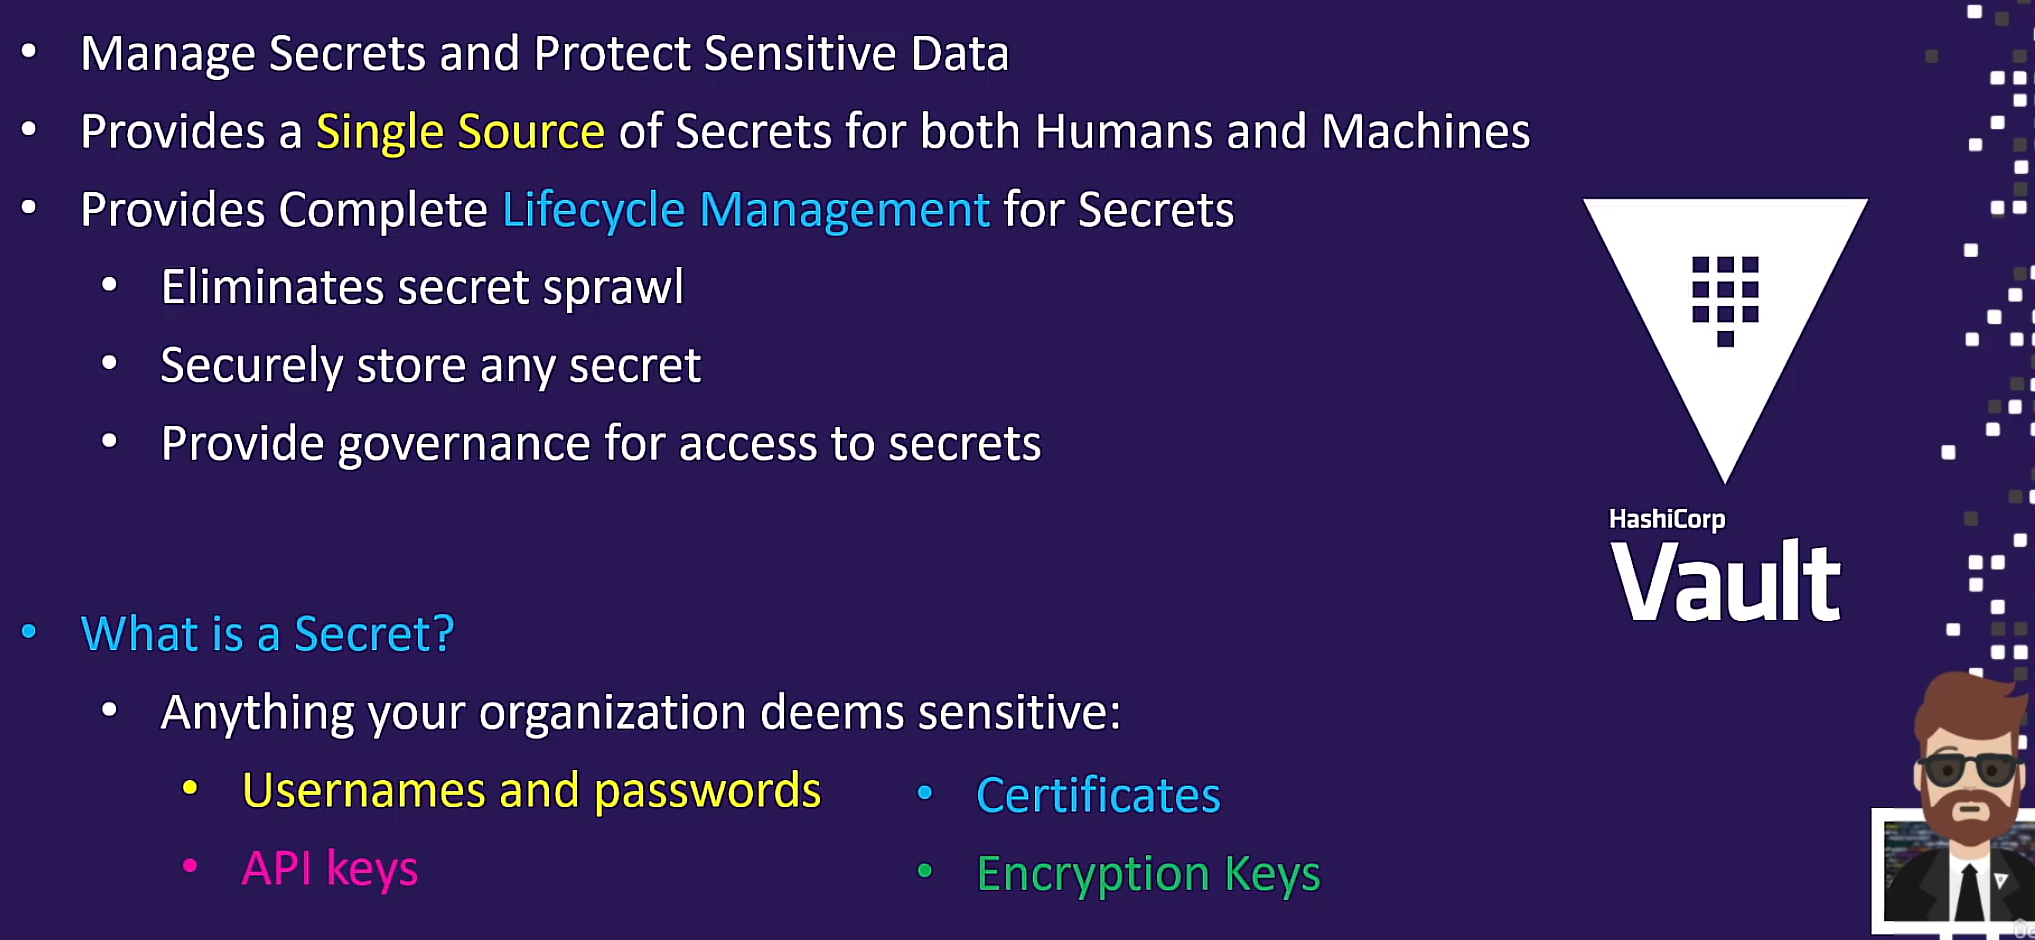 • Manage Secrets and Protect Sensitive Data
• Provides a Single Source of Secrets for both Humans and Machines
• Provides Complete Lifecycle Management for Secrets
• Eliminates secret sprawl
• Securely store any secret
• Provide governance for access to secrets
HashiCorp
Vault
• What is a Secret?
• Anything your organization deems sensitive:
• Usernames and passwords
• API keys
• Certificates
• Encryption Keys